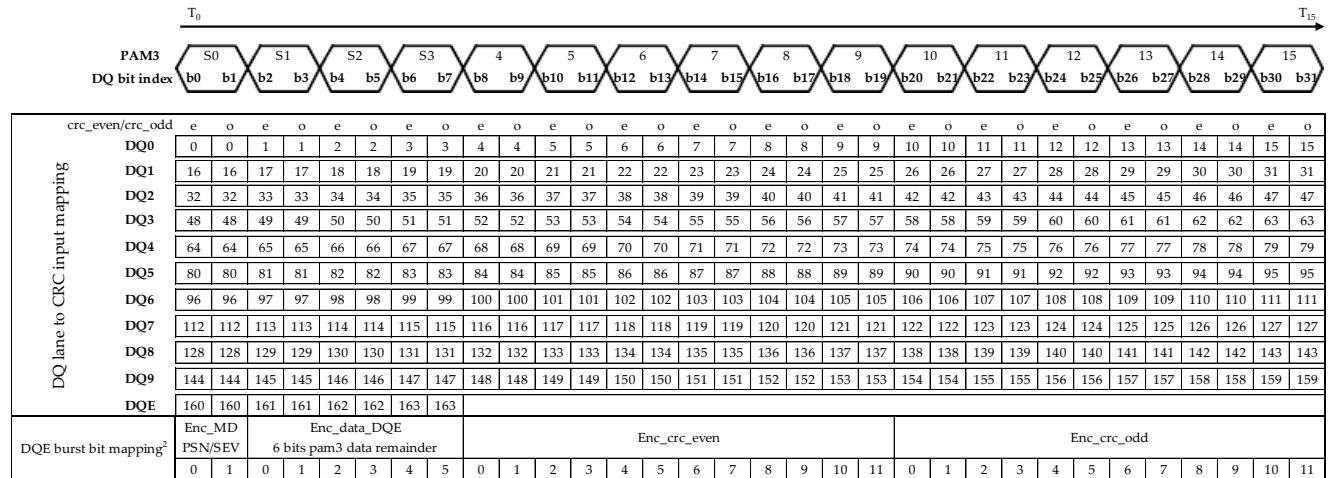 T0 T15
PAM3 S0 S1 S2 S3 4 5 6 7 8 9 10 11 12 13 14 15
DQ bit index b0 b1 b2 b3 b4 b5 b6 b7 b8 b9 b10 b11 b12 b13 b14 b15 b16 b17 b18 b19 b20 b21 b22 b23 b24 b25 b26 b27 b28 b29 b30 b31
crc_even/crc_odd e o e o e o e o e o e o e o e o e o e o e o e o e o e o e o e o
DQ lane to CRC input mapping
DQ0 0 0 1 1 2 2 3 3 4 4 5 5 6 6 7 7 8 8 9 9 10 10 11 11 12 12 13 13 14 14 15 15
DQ1 16 16 17 17 18 18 19 19 20 20 21 21 22 22 23 23 24 24 25 25 26 26 27 27 28 28 29 29 30 30 31 31
DQ2 32 32 33 33 34 34 35 35 36 36 37 37 38 38 39 39 40 40 41 41 42 42 43 43 44 44 45 45 46 46 47 47
DQ3 48 48 49 49 50 50 51 51 52 52 53 53 54 54 55 55 56 56 57 57 58 58 59 59 60 60 61 61 62 62 63 63
DQ4 64 64 65 65 66 66 67 67 68 68 69 69 70 70 71 71 72 72 73 73 74 74 75 75 76 76 77 77 78 78 79 79
DQ5 80 80 81 81 82 82 83 83 84 84 85 85 86 86 87 87 88 88 89 89 90 90 91 91 92 92 93 93 94 94 95 95
DQ6 96 96 97 97 98 98 99 99 100 100 101 101 102 102 103 103 104 104 105 105 106 106 107 107 108 108 109 109 110 110 111 111
DQ7 112 112 113 113 114 114 115 115 116 116 117 117 118 118 119 119 120 120 121 121 122 122 123 123 124 124 125 125 126 126 127 127
DQ8 128 128 129 129 130 130 131 131 132 132 133 133 134 134 135 135 136 136 137 137 138 138 139 139 140 140 141 141 142 142 143 143
DQ9 144 144 145 145 146 146 147 147 148 148 149 149 150 150 151 151 152 152 153 153 154 154 155 155 156 156 157 157 158 158 159 159
DQE 160 160 161 161 162 162 163 163
DQE burst bit mapping2
Enc_MD
PSN/SEV
Enc_data_DQE
6 bits pam3 data remainder
Enc_crc_even
Enc_crc_odd
0 1 0 1 2 3 4 5 0 1 2 3 4 5 6 7 8 9 10 11 0 1 2 3 4 5 6 7 8 9 10 11